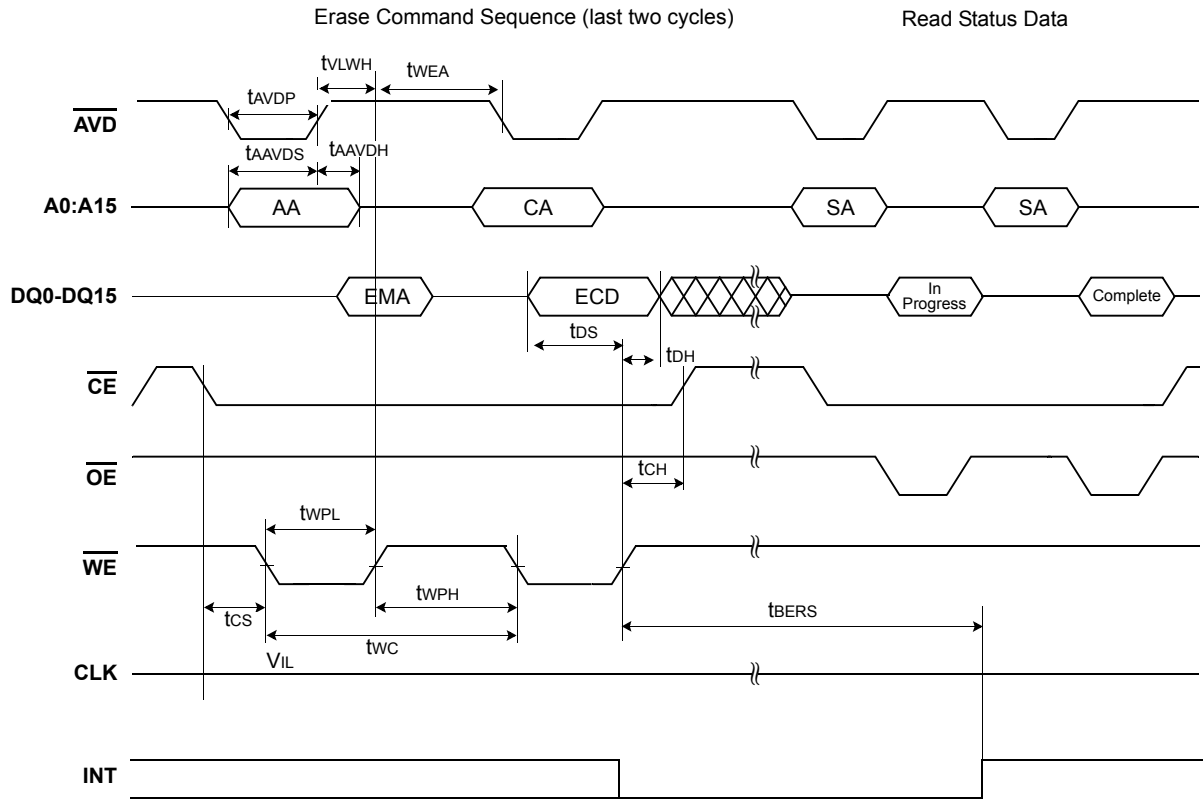 Erase Command Sequence (last two cycles) Read Status Data
tVLWH tWEA
tAVDP
AVD
tAAVDS tAAVDH
A0:A15 AA CA SA SA
DQ0-DQ15 EMA ECD In Progress Complete
tDS
tDH
CE
OE
tCH
tWPL
WE
tWPH
tCS tBERS
tWC
VIL
CLK
INT